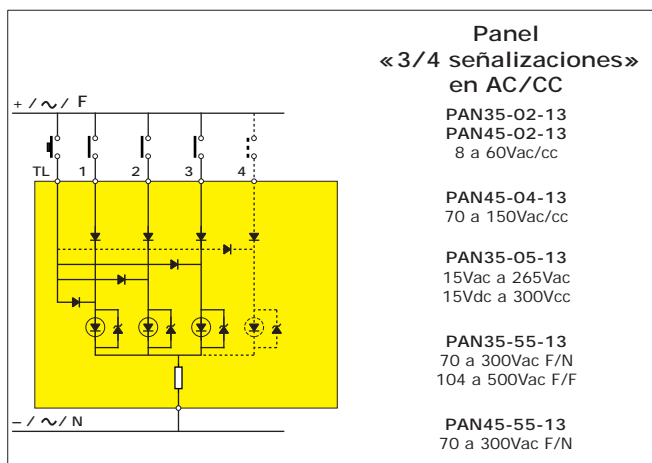 Panel
«3/4 señalizaciones»
en AC/CC
PAN35-02-13
PAN45-02-13
8 a 60Vac/cc
PAN45-04-13
70 a 150Vac/cc
PAN35-05-13
15Vac a 265Vac
15Vdc a 300Vcc
PAN35-55-13
70 a 300Vac F/N
104 a 500Vac F/F
PAN45-55-13
70 a 300Vac F/N
+ / ~ / F
TL 1 2 3 4
– / ~ / N